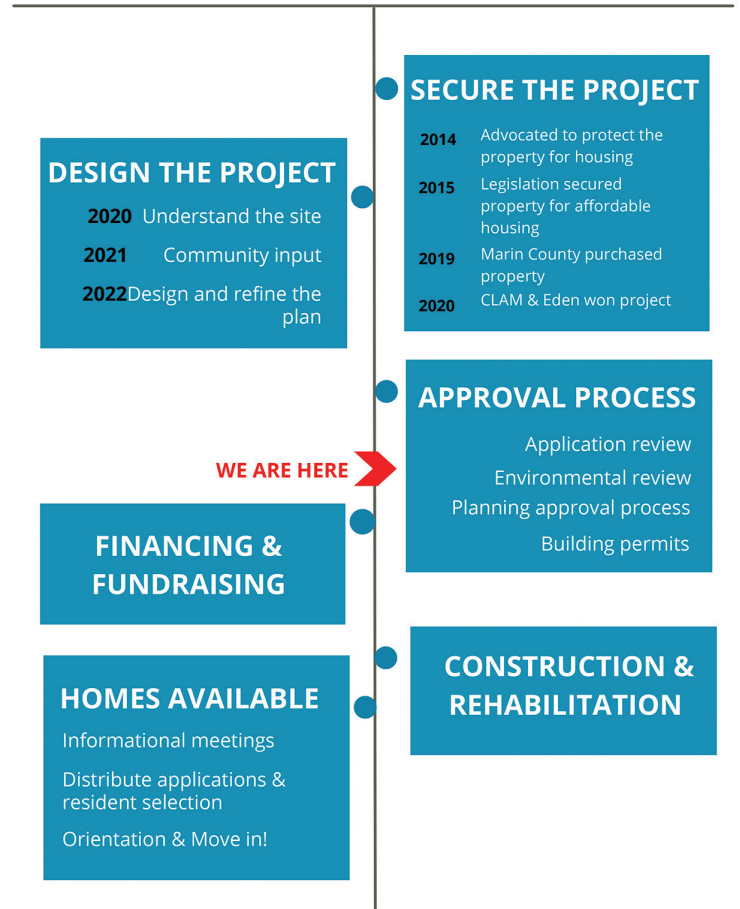 SECURE THE PROJECT
2014 Advocated to protect the
property for housing
2015 Legislation secured
property for affordable
housing
2019 Marin County purchased
property
2020 CLAM & Eden won project
DESIGN THE PROJECT
2020 Understand the site
2021 Community input
2022Design and refine the
plan
APPROVAL PROCESS
Application review
Environmental review
Planning approval process
Building permits
WE ARE HERE
FINANCING &
FUNDRAISING
CONSTRUCTION &
REHABILITATION
HOMES AVAILABLE
Informational meetings
Distribute applications &
resident selection
Orientation & Move in!